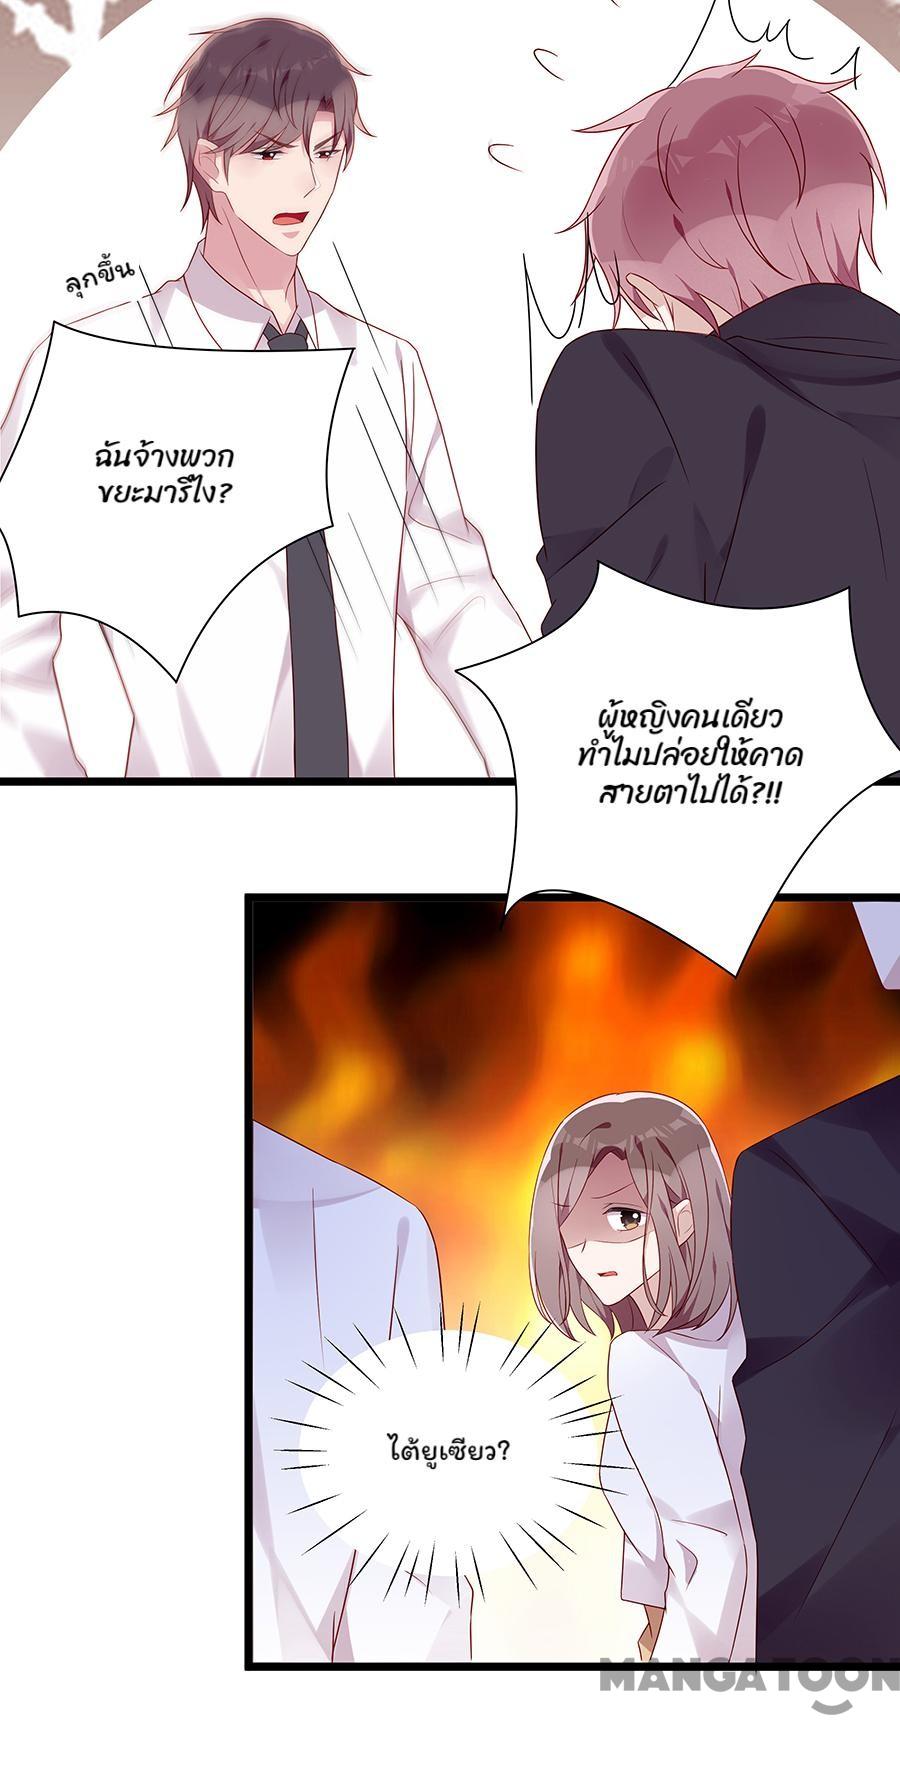 ลุกขึ้น
ฉันจ้างพวก
ขยะมารึไง?
ผู้หญิงคนเดียว
ทำไมปล่อยให้คาด
สายตาไปได้?!!
ไต้ยูเซียว?
MANGATOON